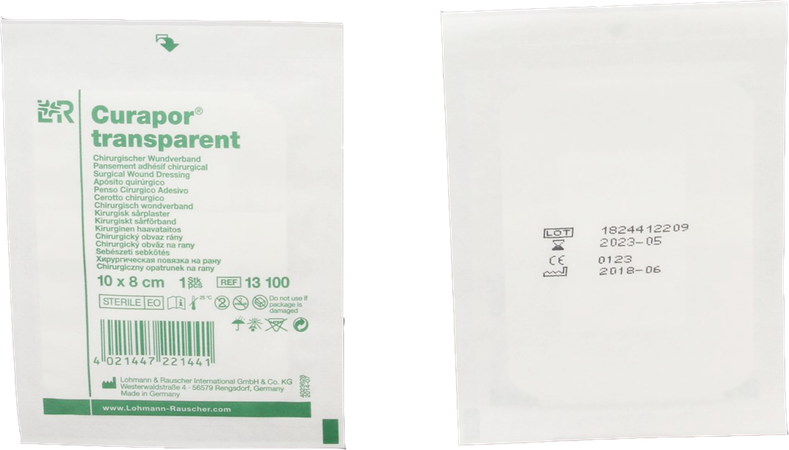 L&R
Curapor®
transparent
Chirurgischer Wundverband
Pansement adhésif chirurgical
Surgical Wound Dressing
Apósito quirúrgico
Penso Cirurgico Adesivo
Cerotto chirurgico
Chirurgisch wondverband
Kirurgisk sårplaster
Kirurgiskt sårförband
Kirurginen haavataitos
Chirurgický obvaz rány
Chirurgický obväz na rany
Sebészeti sebkötés
Хирургическая повязка на рану
Chirurgiczny opatrunek na rany
10 x 8 cm 1 Stk. REF 13 100
STERILE EO 25 °C Do not use if
package is
damaged
4 021447 221441
Lohmann & Rauscher International GmbH & Co. KG
Westerwaldstraße 4 - 56579 Rengsdorf, Germany
Made in Germany
www.Lohmann-Rauscher.com
LOT 1824412209
2023-05
CE 0123
2018-06